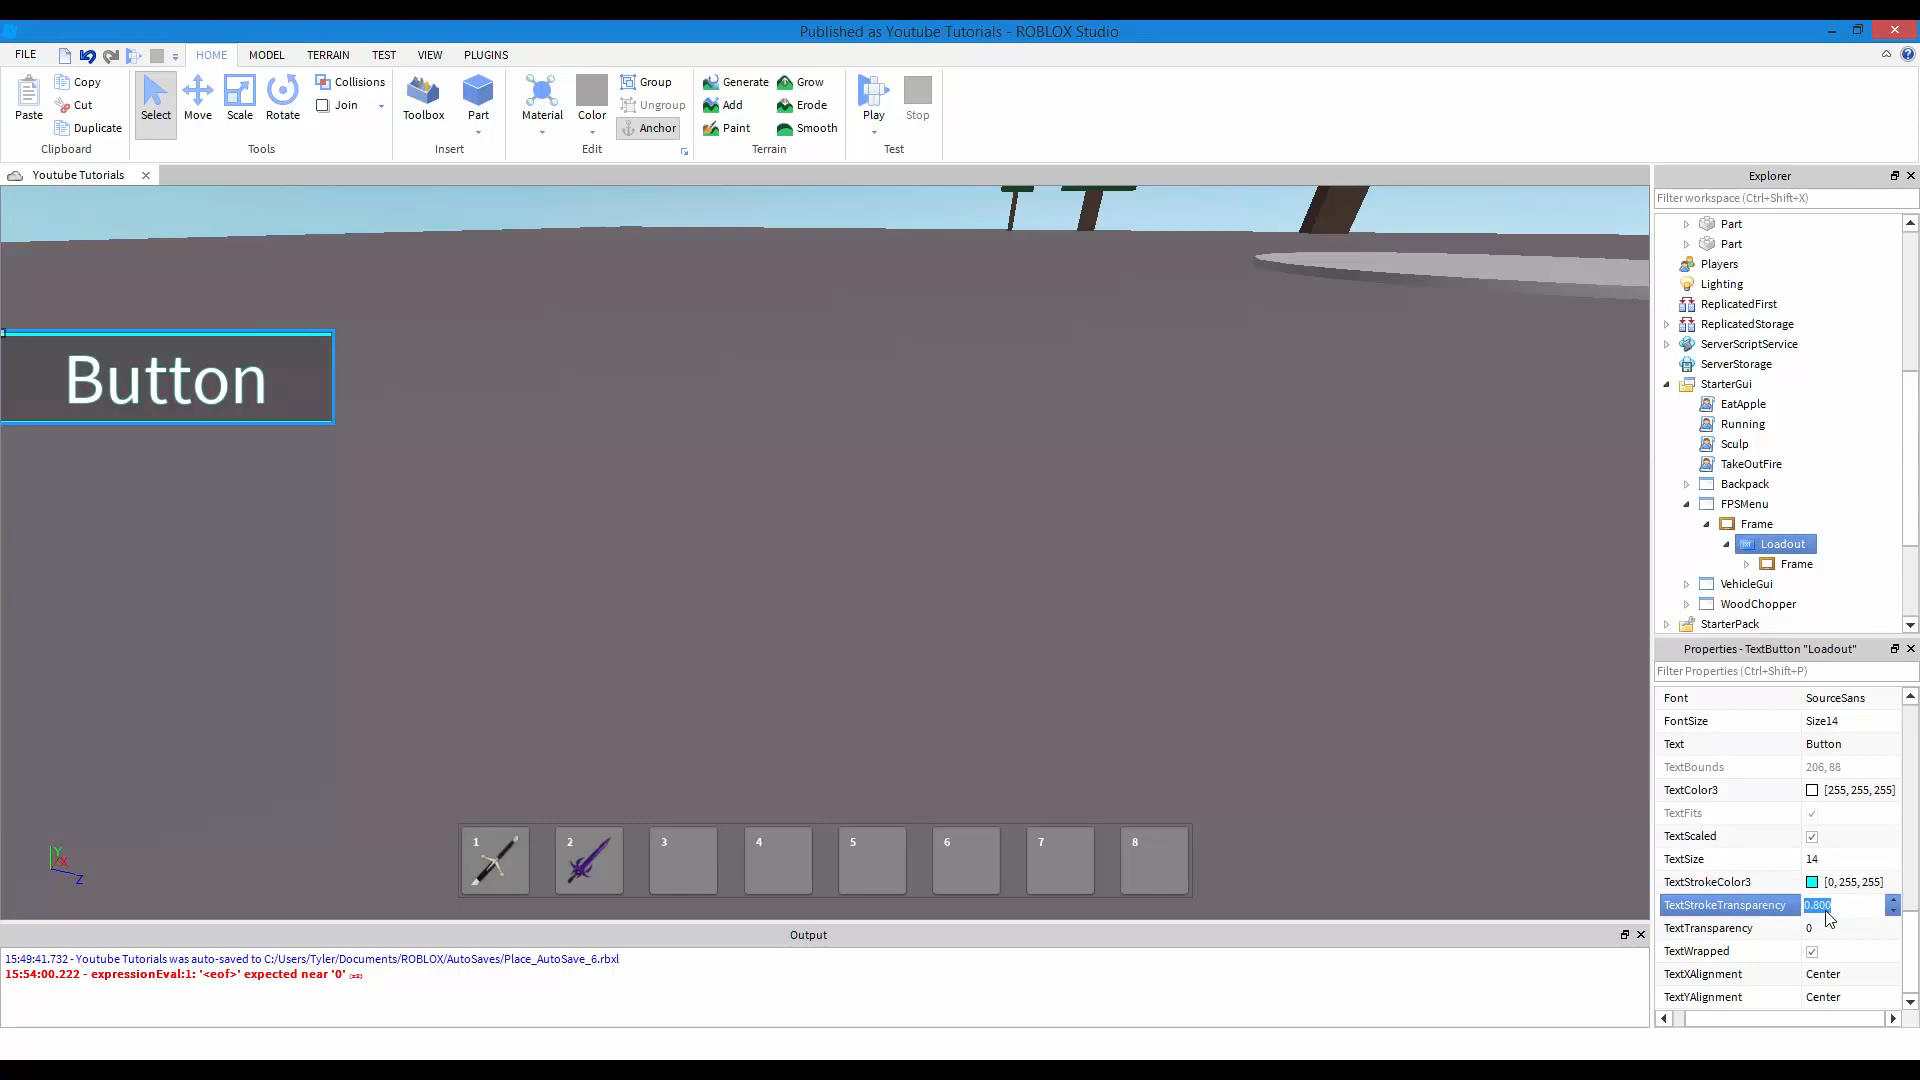 Published as Youtube Tutorials - ROBLOX Studio
FILE
HOME
MODEL
TERRAIN
TEST
VIEW
PLUGINS
Paste
Copy
Cut
Duplicate
Clipboard
Select
Move
Scale
Rotate
Collisions
Join
Tools
Toolbox
Part
Insert
Material
Color
Group
Ungroup
Anchor
Edit
Generate
Grow
Add
Erode
Paint
Smooth
Terrain
Play
Stop
Test
Youtube Tutorials
Button
Y
X
Z
1
2
3
4
5
6
7
8
Output
15:49:41.732 - Youtube Tutorials was auto-saved to C:/Users/Tyler/Documents/ROBLOX/AutoSaves/Place_AutoSave_6.rbxl
15:54:00.222 - expressionEval:1: '<eof>' expected near '0'
Explorer
Filter workspace (Ctrl+Shift+X)
Part
Part
Players
Lighting
ReplicatedFirst
ReplicatedStorage
ServerScriptService
ServerStorage
StarterGui
EatApple
Running
Sculp
TakeOutFire
Backpack
FPSMenu
Frame
Loadout
Frame
VehicleGui
WoodChopper
StarterPack
Properties - TextButton "Loadout"
Filter Properties (Ctrl+Shift+P)
Font SourceSans
FontSize Size14
Text Button
TextBounds 206, 88
TextColor3 [255, 255, 255]
TextFits
TextScaled
TextSize 14
TextStrokeColor3 [0, 255, 255]
TextStrokeTransparency 0.800
TextTransparency 0
TextWrapped
TextXAlignment Center
TextYAlignment Center